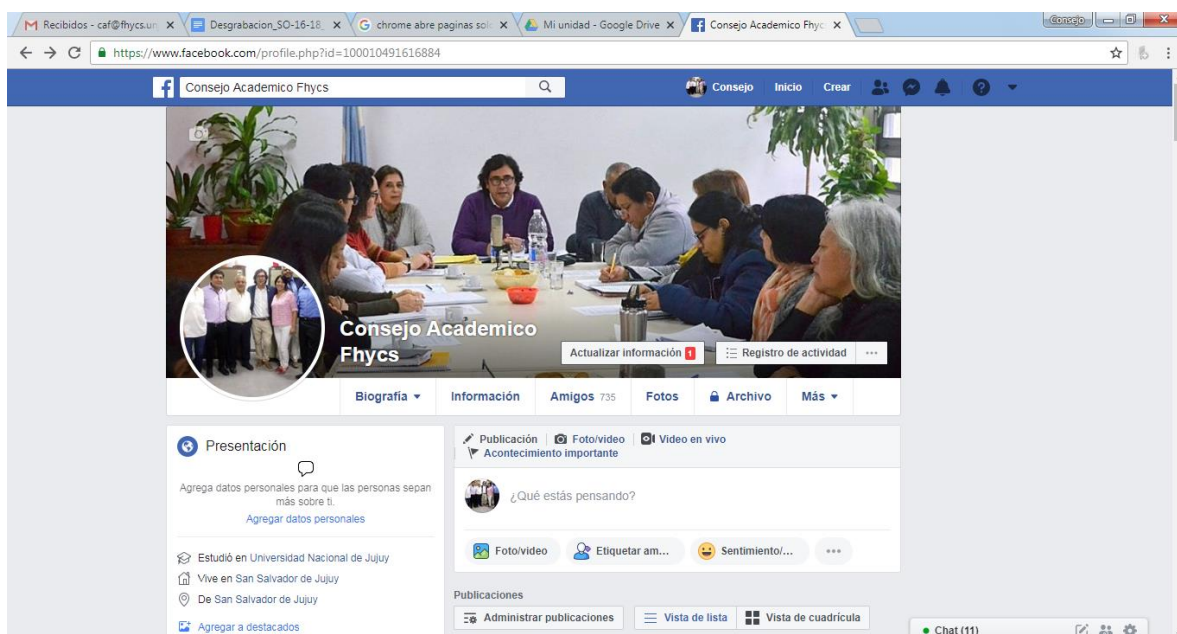 Recibidos - caf@fhycs.un
Desgrabacion_SO-16-18_
chrome abre paginas sol
Mi unidad - Google Drive
Consejo Academico Fhyc
Consejo
https://www.facebook.com/profile.php?id=100010491616884
Consejo Academico Fhycs
Consejo Inicio Crear
Consejo Academico
Fhycs
Actualizar información 1
Registro de actividad
Biografía Información Amigos 735 Fotos Archivo Más
Presentación
Agrega datos personales para que las personas sepan
más sobre ti.
Agregar datos personales
Estudió en Universidad Nacional de Jujuy
Vive en San Salvador de Jujuy
De San Salvador de Jujuy
Agregar a destacados
Publicación Foto/video Video en vivo
Acontecimiento importante
¿Qué estás pensando?
Foto/video Etiquetar am... Sentimiento/...
Publicaciones
Administrar publicaciones Vista de lista Vista de cuadrícula
Chat (11)